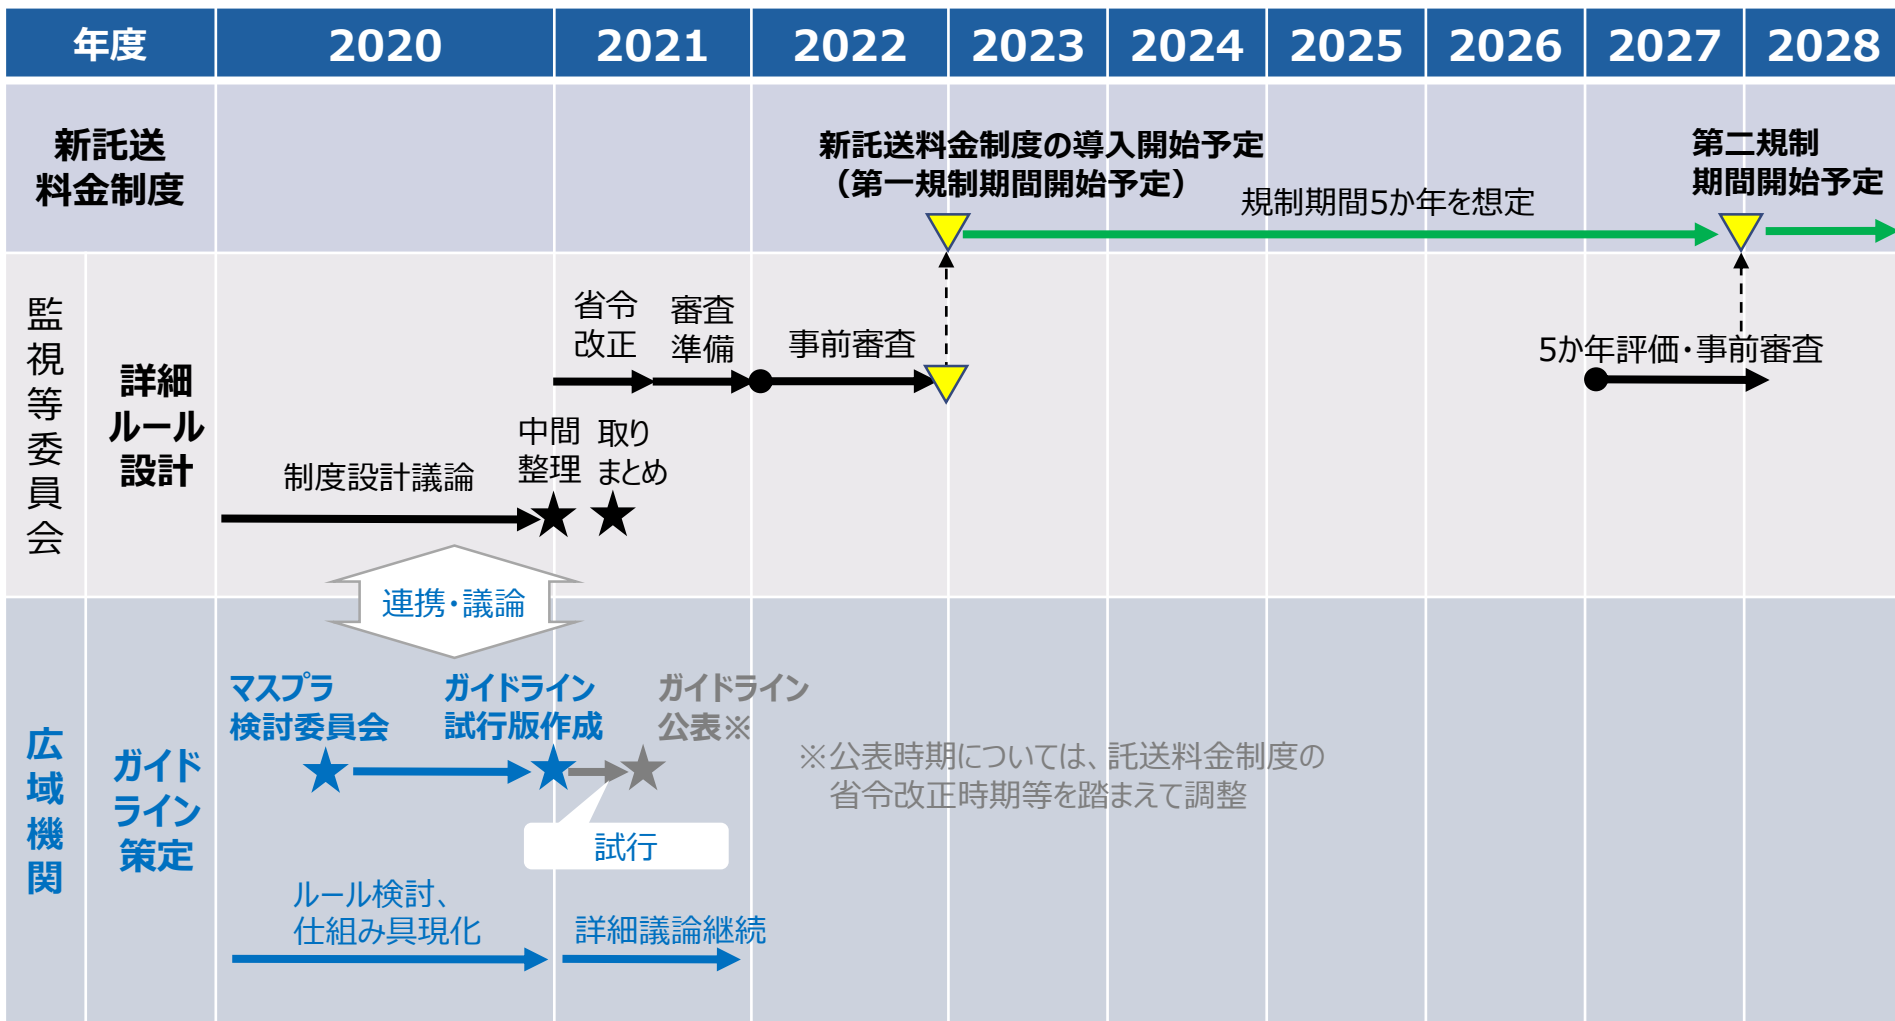 年度
2020
2021
2022
2023
2024
2025
2026
2027
2028
新託送
料金制度
新託送料金制度の導入開始予定
（第一規制期間開始予定）
規制期間5か年を想定
第二規制
期間開始予定
監視等委員会
詳細
ルール
設計
省令
改正
審査
準備
事前審査
5か年評価・事前審査
制度設計議論
中間
整理
取り
まとめ
連携・議論
広域機関
ガイド
ライン
策定
マスプラ
検討委員会
ガイドライン
試行版作成
ガイドライン
公表※
※公表時期については、託送料金制度の
省令改正時期等を踏まえて調整
試行
ルール検討、
仕組み具現化
詳細議論継続